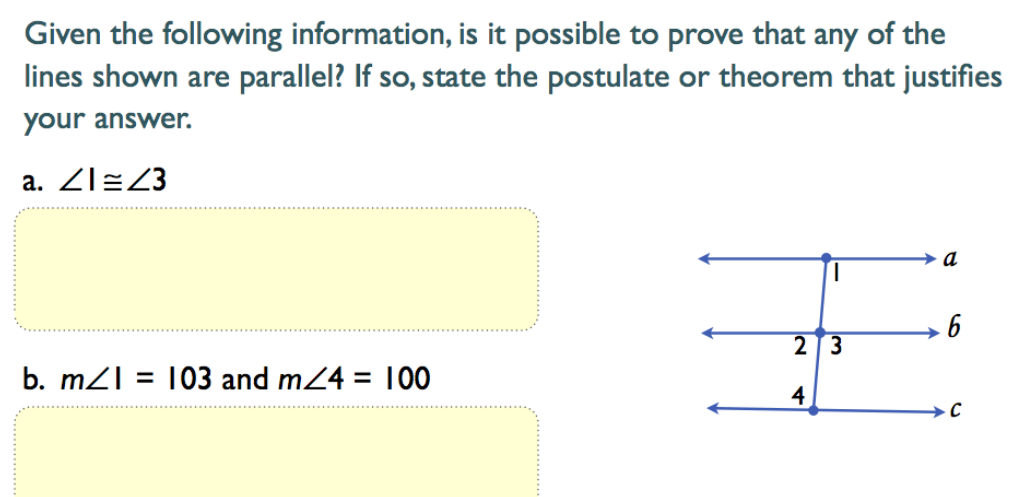 Given the following information, is it possible to prove that any of the
lines shown are parallel? If so, state the postulate or theorem that justifies
your answer.
a. ∠1≅∠3
a
1
b
2 3
b. m∠1 = 103 and m∠4 = 100
4
c